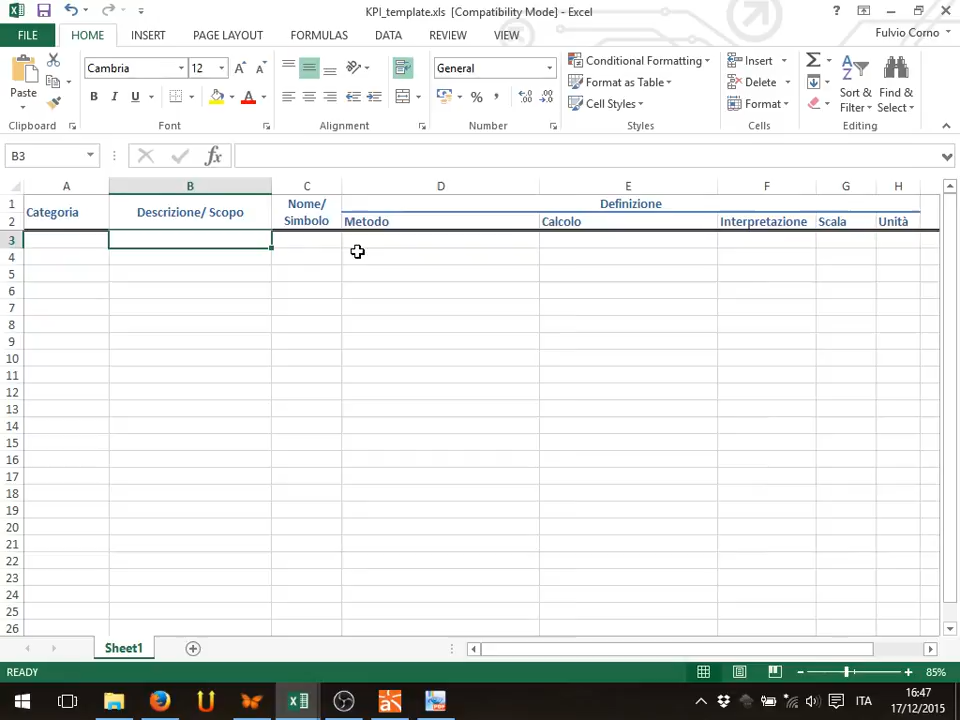 KPI_template.xls [Compatibility Mode] - Excel
FILE HOME INSERT PAGE LAYOUT FORMULAS DATA REVIEW VIEW Fulvio Corno
Cambria 12 General Conditional Formatting Insert
Format as Table Delete
Cell Styles Format
Paste Sort & Filter Find & Select
Clipboard Font Alignment Number Styles Cells Editing
B3
A B C D E F G H
1 Categoria Descrizione/ Scopo Nome/ Simbolo Definizione
2 Metodo Calcolo Interpretazione Scala Unità
3
4
5
6
7
8
9
10
11
12
13
14
15
16
17
18
19
20
21
22
23
24
25
26
Sheet1
READY 85%
ITA 16:47
17/12/2015